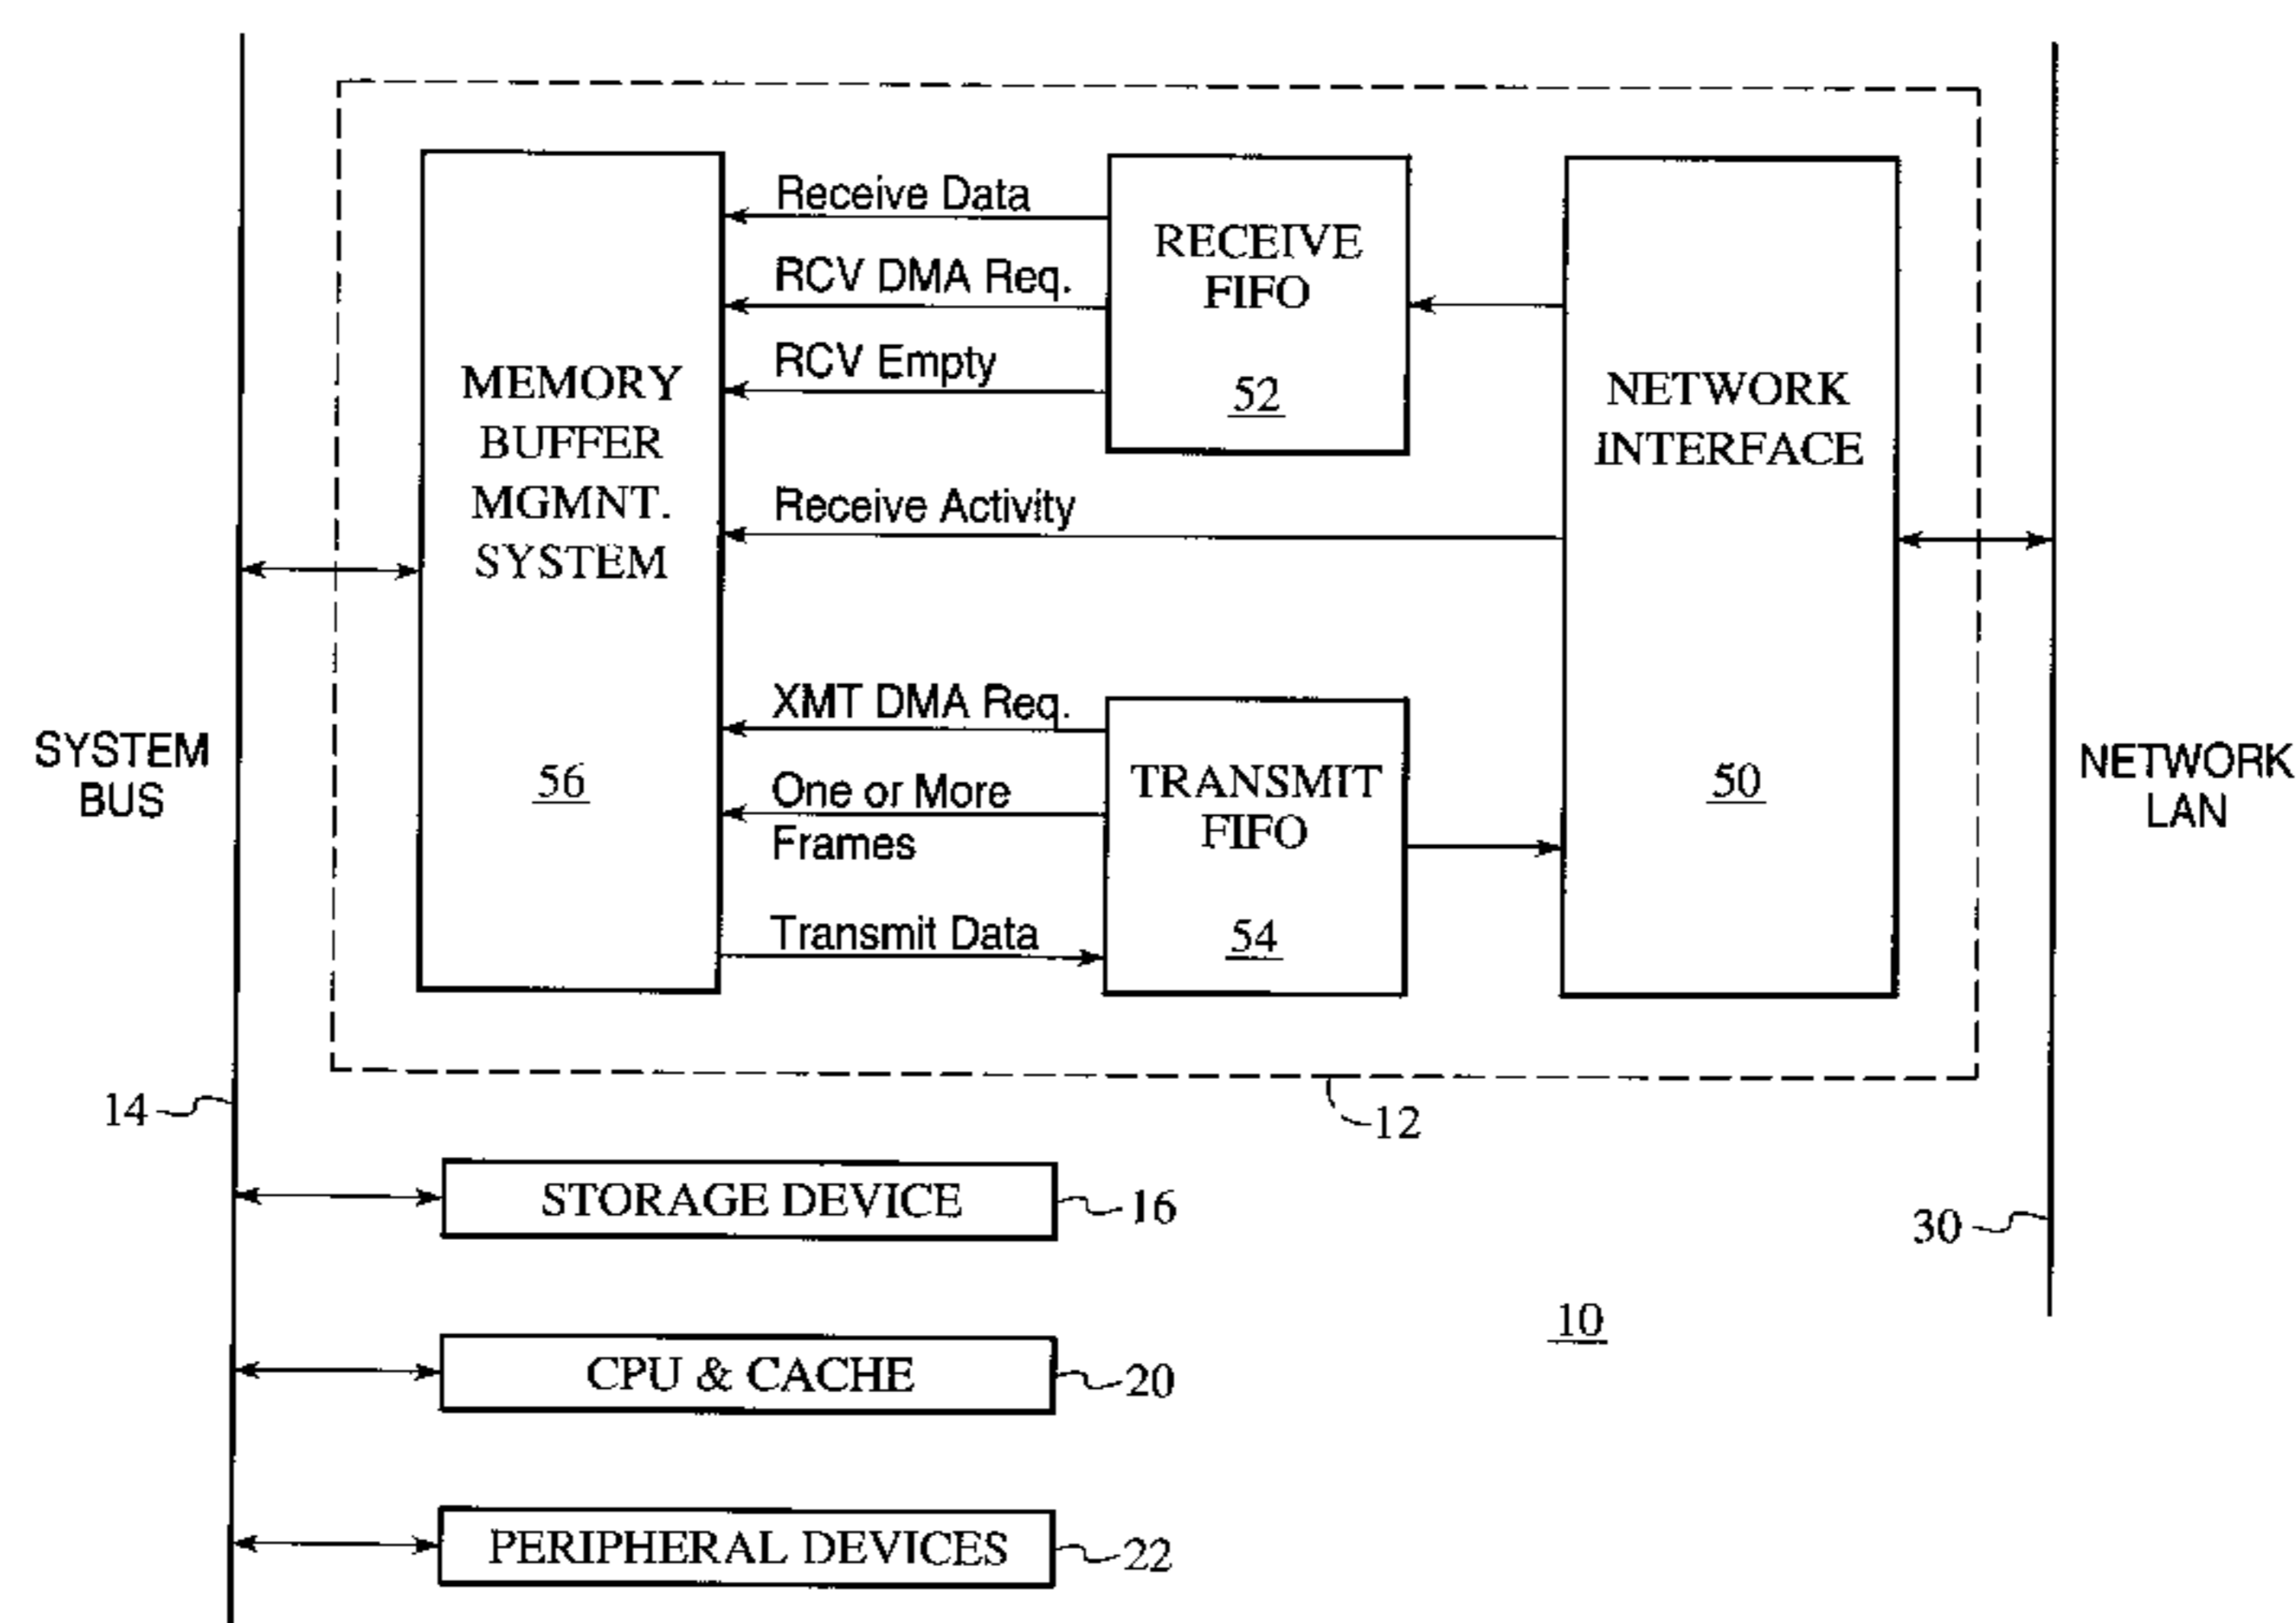 Receive Data
RCV DMA Req.
RCV Empty
RECEIVE
FIFO
52
MEMORY
BUFFER
MGMNT.
SYSTEM
56
NETWORK
INTERFACE
50
Receive Activity
XMT DMA Req.
One or More
Frames
Transmit Data
TRANSMIT
FIFO
54
SYSTEM
BUS
NETWORK
LAN
14
12
STORAGE DEVICE
16
30
10
CPU & CACHE
20
PERIPHERAL DEVICES
22